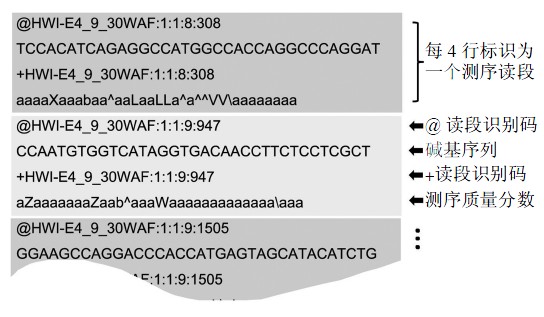 @HWI-E4_9_30WAF:1:1:8:308
TCCACATCAGAGGCCATGGCCACCAGGCCCAGGAT
+HWI-E4_9_30WAF:1:1:8:308
aaaaXaaabaa^aaLaaLLa^a^^VV\aaaaaaaa
每 4 行标识为
一个测序读段
@HWI-E4_9_30WAF:1:1:9:947
CCAATGTGGTCATAGGTGACAACCTTCTCCTCGCT
+HWI-E4_9_30WAF:1:1:9:947
aZaaaaaaaZaab^aaaWaaaaaaaaaaaaa\aaa
@ 读段识别码
碱基序列
+读段识别码
测序质量分数
@HWI-E4_9_30WAF:1:1:9:1505
GGAAGCCAGGACCCACCATGAGTAGCATACATCTG
AF:1:1:9:1505